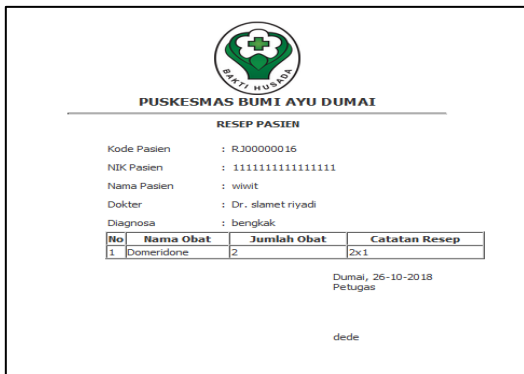 BAKTI HUSADA
PUSKESMAS BUMI AYU DUMAI
RESEP PASIEN
Kode Pasien : RJ00000016
NIK Pasien : 1111111111111111
Nama Pasien : wiwit
Dokter : Dr. slamet riyadi
Diagnosa : bengkak
No Nama Obat Jumlah Obat Catatan Resep
1 Domeridone 2 2x1
Dumai, 26-10-2018
Petugas
dede